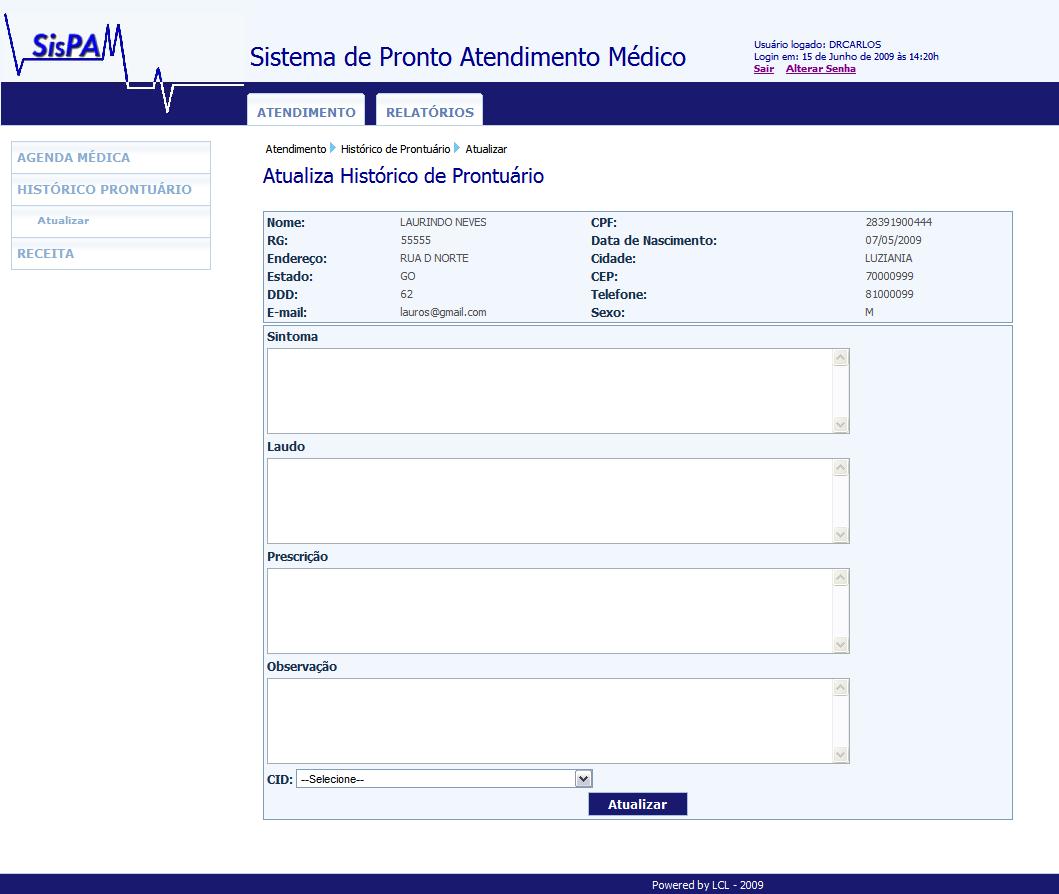 SisPA
Sistema de Pronto Atendimento Médico
Usuário logado: DRCARLOS
Login em: 15 de Junho de 2009 às 14:20h
Sair Alterar Senha
ATENDIMENTO RELATÓRIOS
AGENDA MÉDICA
HISTÓRICO PRONTUÁRIO
Atualizar
RECEITA
Atendimento Histórico de Prontuário Atualizar
Atualiza Histórico de Prontuário
Nome: LAURINDO NEVES CPF: 28391900444
RG: 55555 Data de Nascimento: 07/05/2009
Endereço: RUA D NORTE Cidade: LUZIANIA
Estado: GO CEP: 70000999
DDD: 62 Telefone: 81000099
E-mail: lauros@gmail.com Sexo: M
Sintoma
Laudo
Prescrição
Observação
CID: --Selecione--
Atualizar
Powered by LCL - 2009